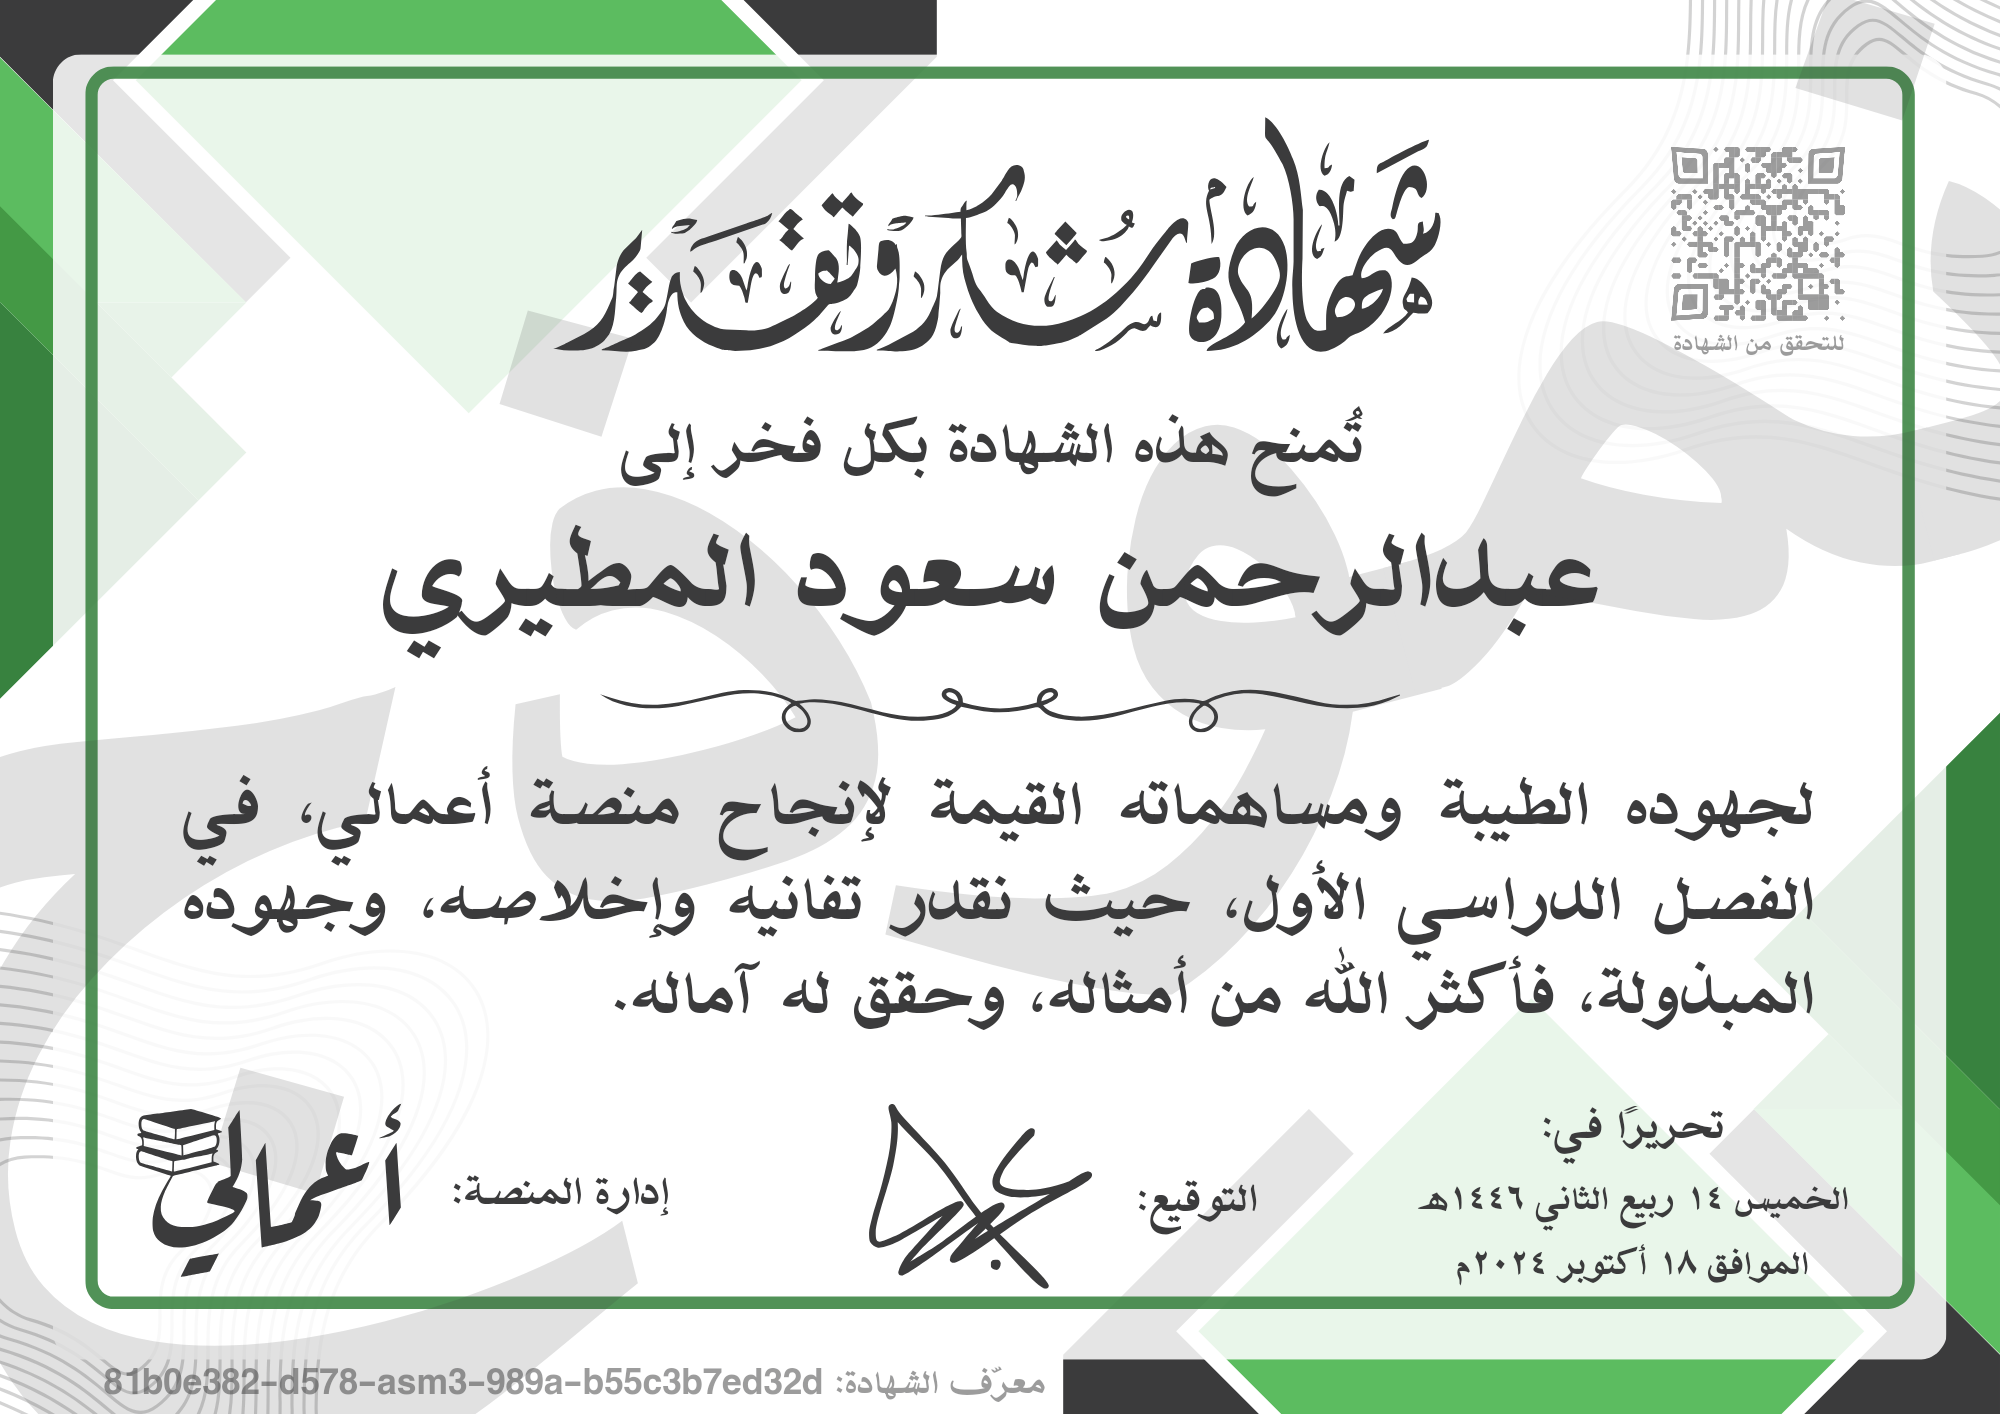 شهادة شكر وتقدير
للتحقق من الشهادة
تُمنح هذه الشهادة بكل فخر إلى
عبدالرحمن سعود المطيري
لجهوده الطيبة ومساهماته القيمة لإنجاح منصة أعمالي، في
الفصل الدراسي الأول، حيث نقدر تفانيه وإخلاصه، وجهوده
المبذولة، فأكثر الله من أمثاله، وحقق له آماله.
تحريرًا في:
الخميس ١٤ ربيع الثاني ١٤٤٦هـ
الموافق ١٨ أكتوبر ٢٠٢٤م
التوقيع:
إدارة المنصة:
أعمالي
معرّف الشهادة: 81b0e382-d578-asm3-989a-b55c3b7ed32d
نموذج